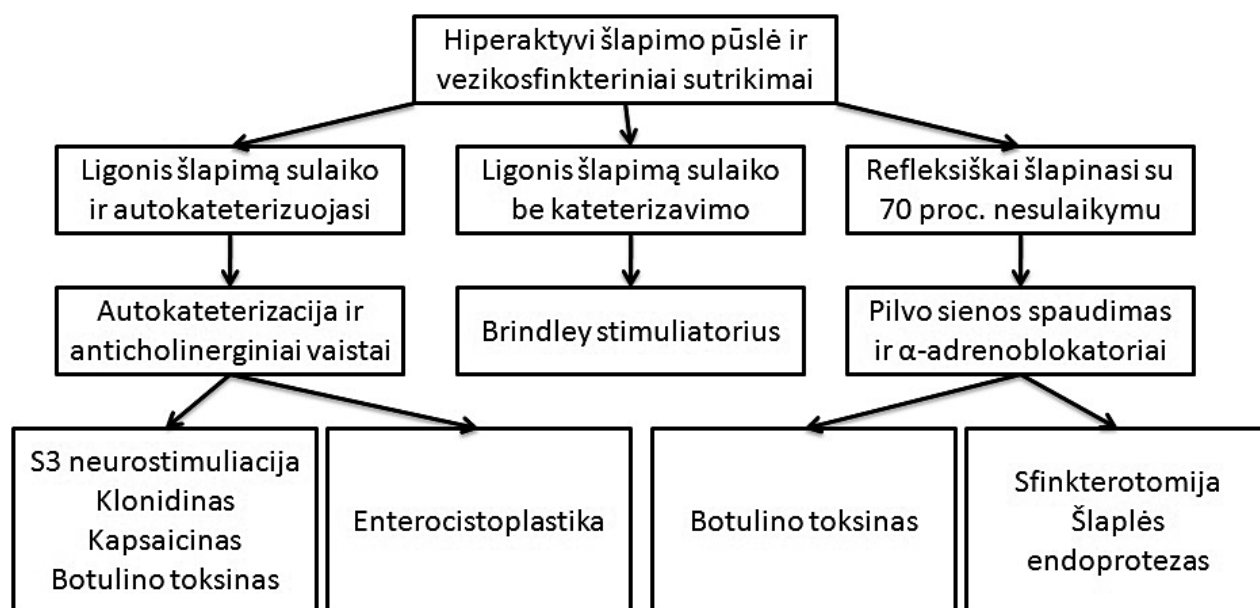 Hiperaktyvi šlapimo pūslė ir
vezikosfinkteriniai sutrikimai
Ligonis šlapimą sulaiko
ir autokateterizuojasi
Ligonis šlapimą sulaiko
be kateterizavimo
Refleksiškai šlapinasi su
70 proc. nesulaikymu
Autokateterizacija ir
anticholinerginiai vaistai
Brindley stimuliatorius
Pilvo sienos spaudimas
ir α-adrenoblokatoriai
S3 neurostimuliacija
Klonidinas
Kapsaicinas
Botulino toksinas
Enterocistoplastika
Botulino toksinas
Sfinkterotomija
Šlaplės
endoprotezas